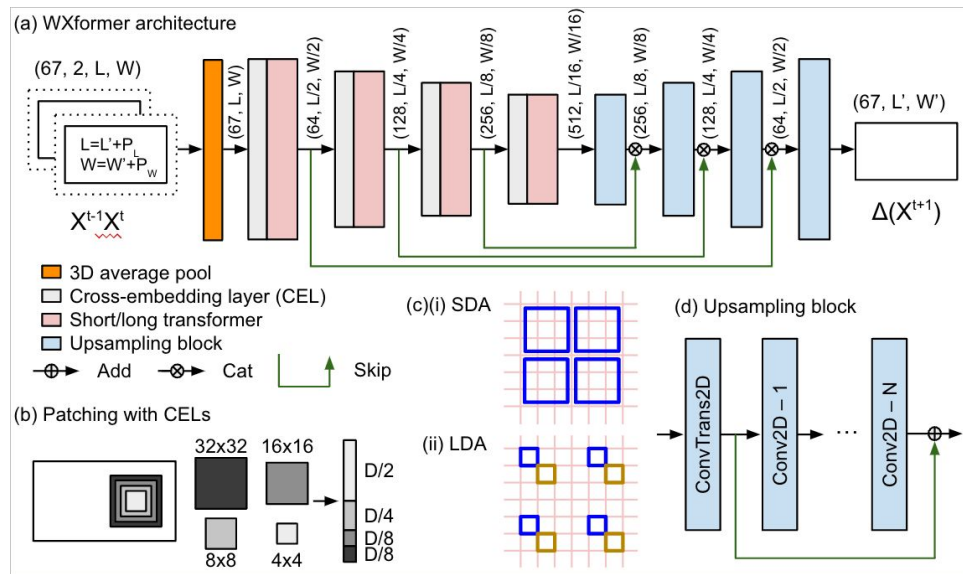 (a) WXformer architecture
(67, 2, L, W)
L=L'+P_L
W=W'+P_W
X^{t-1}X^t
(67, L, W)
(64, L/2, W/2)
(128, L/4, W/4)
(256, L/8, W/8)
(512, L/16, W/16)
(256, L/8, W/8)
(128, L/4, W/4)
(64, L/2, W/2)
(67, L', W')
Δ(X^{t+1})
3D average pool
Cross-embedding layer (CEL)
Short/long transformer
Upsampling block
Add
Cat
Skip
(b) Patching with CELs
32x32
16x16
8x8
4x4
D/2
D/4
D/8
D/8
(c)(i) SDA
(ii) LDA
(d) Upsampling block
ConvTrans2D
Conv2D – 1
...
Conv2D – N